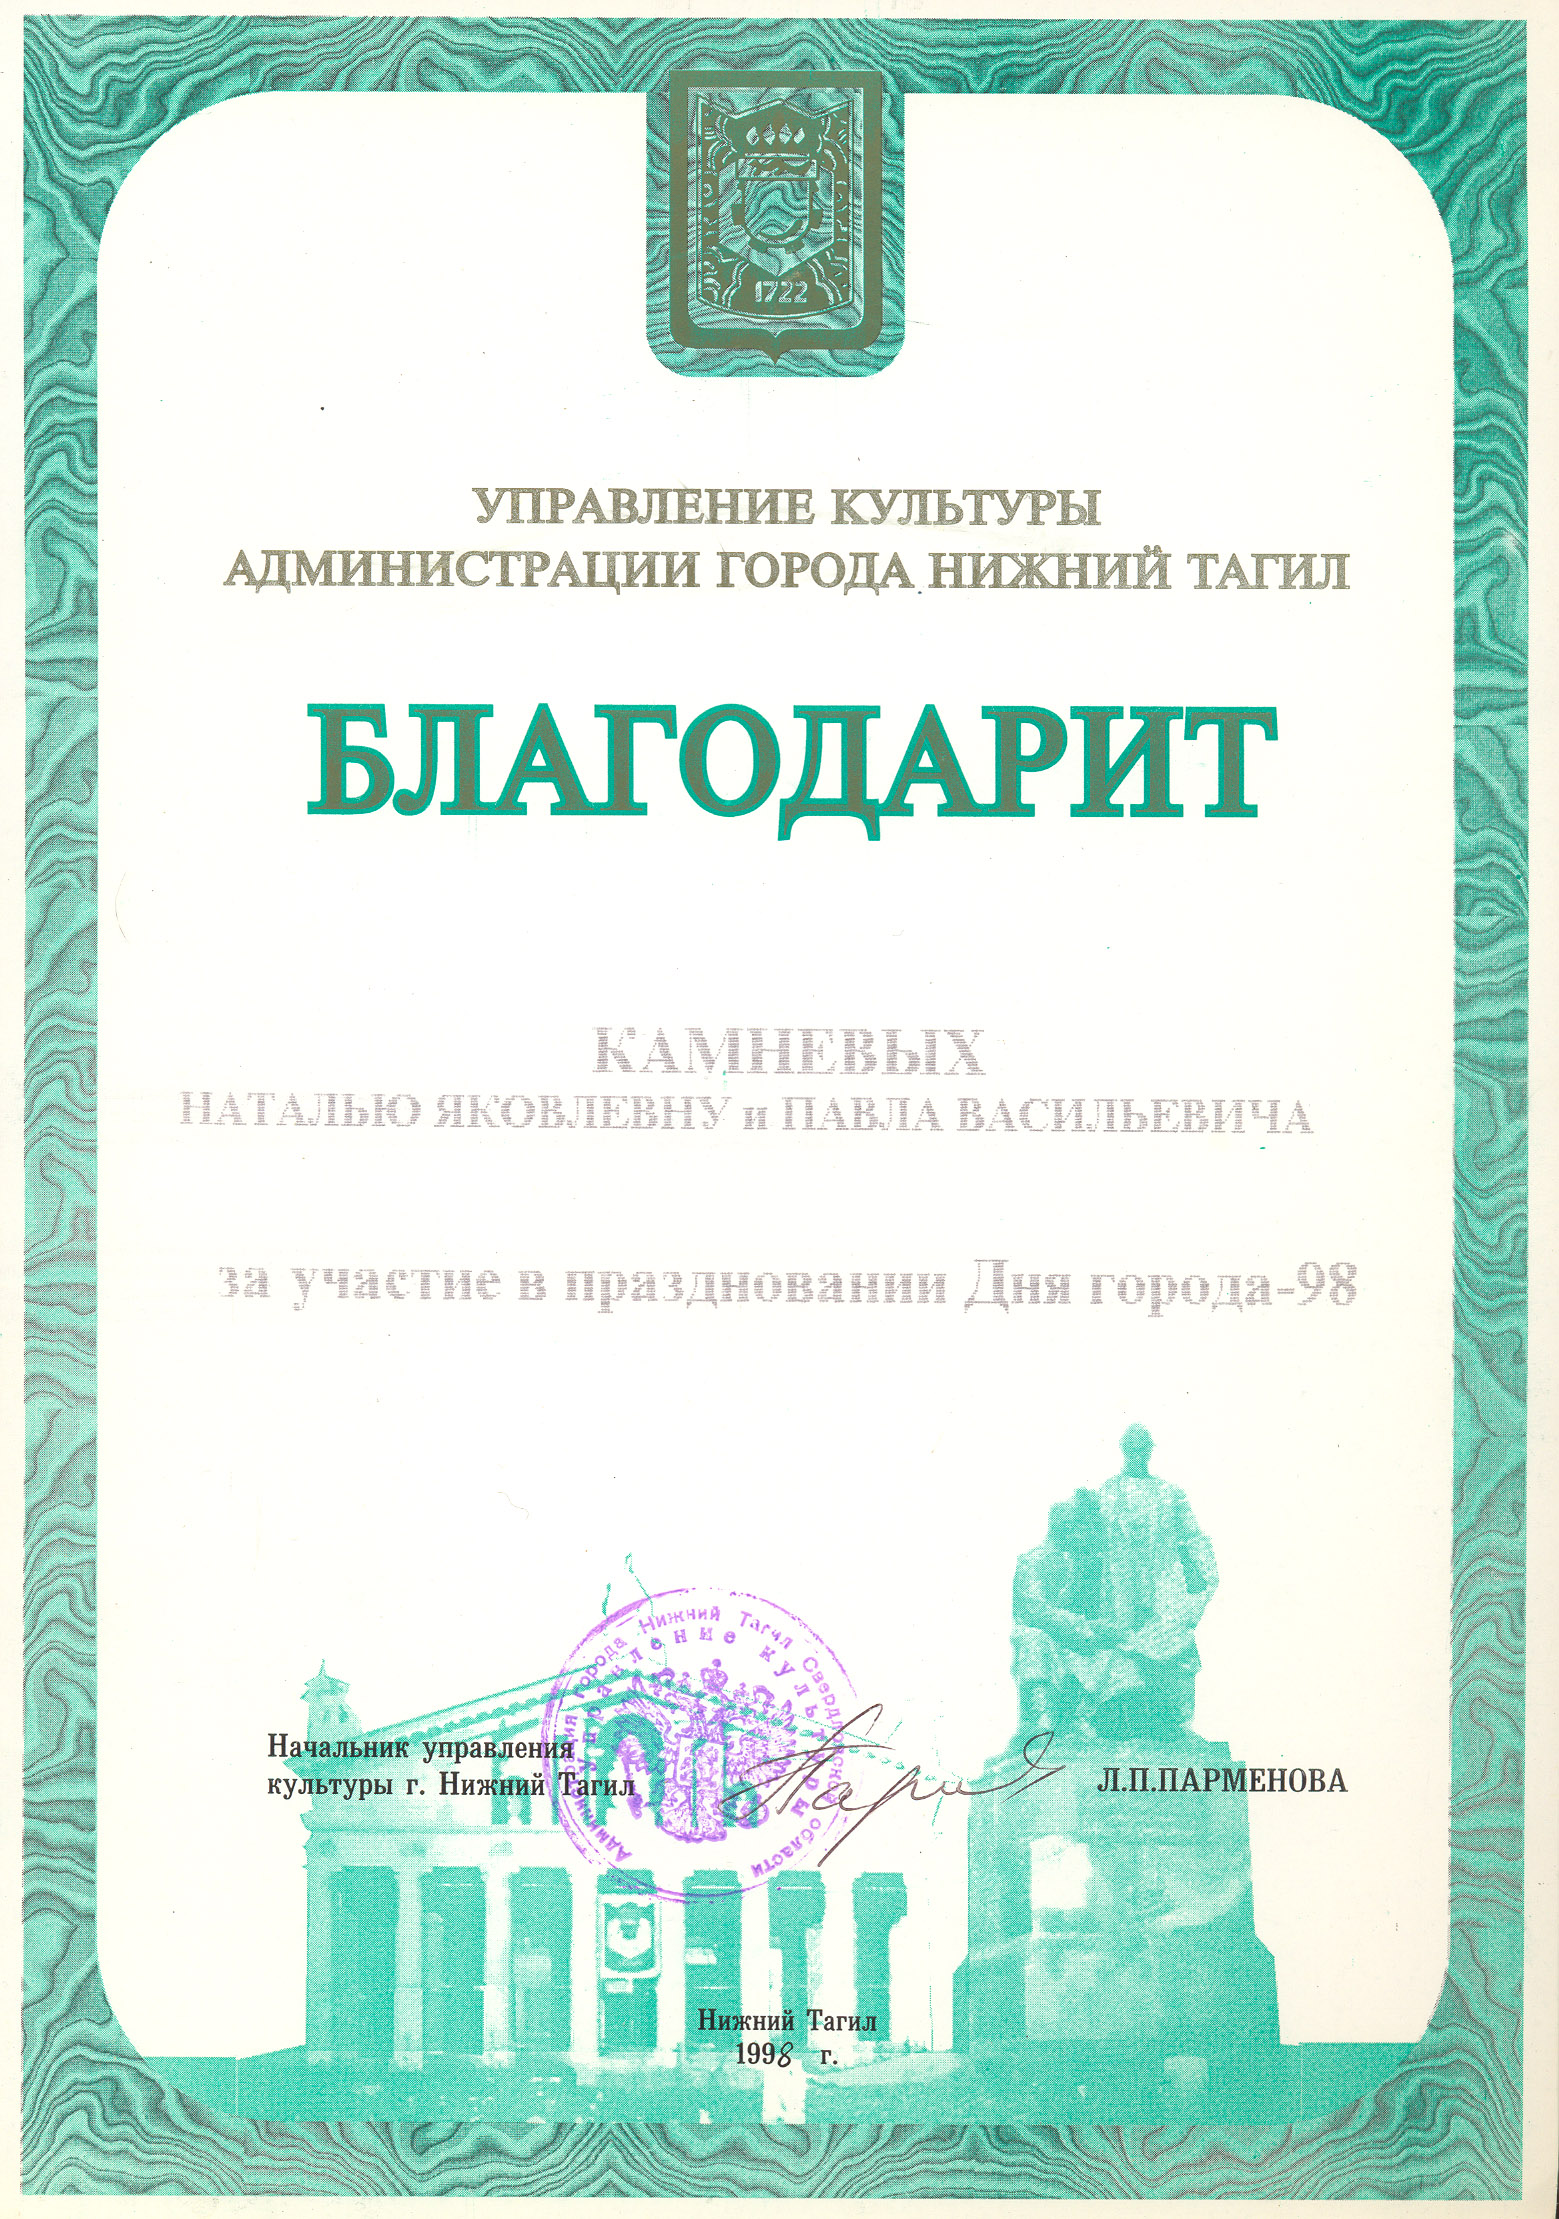 1722
УПРАВЛЕНИЕ КУЛЬТУРЫ
АДМИНИСТРАЦИИ ГОРОДА НИЖНИЙ ТАГИЛ
БЛАГОДАРИТ
КАМНЕВЫХ
НАТАЛЬЮ ЯКОВЛЕВНУ и ПАВЛА ВАСИЛЬЕВИЧА
за участие в праздновании Дня города-98
Администрация города Нижний Тагил Свердловской области
Управление культуры
Начальник управления
культуры г. Нижний Тагил
Л.П.ПАРМЕНОВА
Нижний Тагил
1998 г.